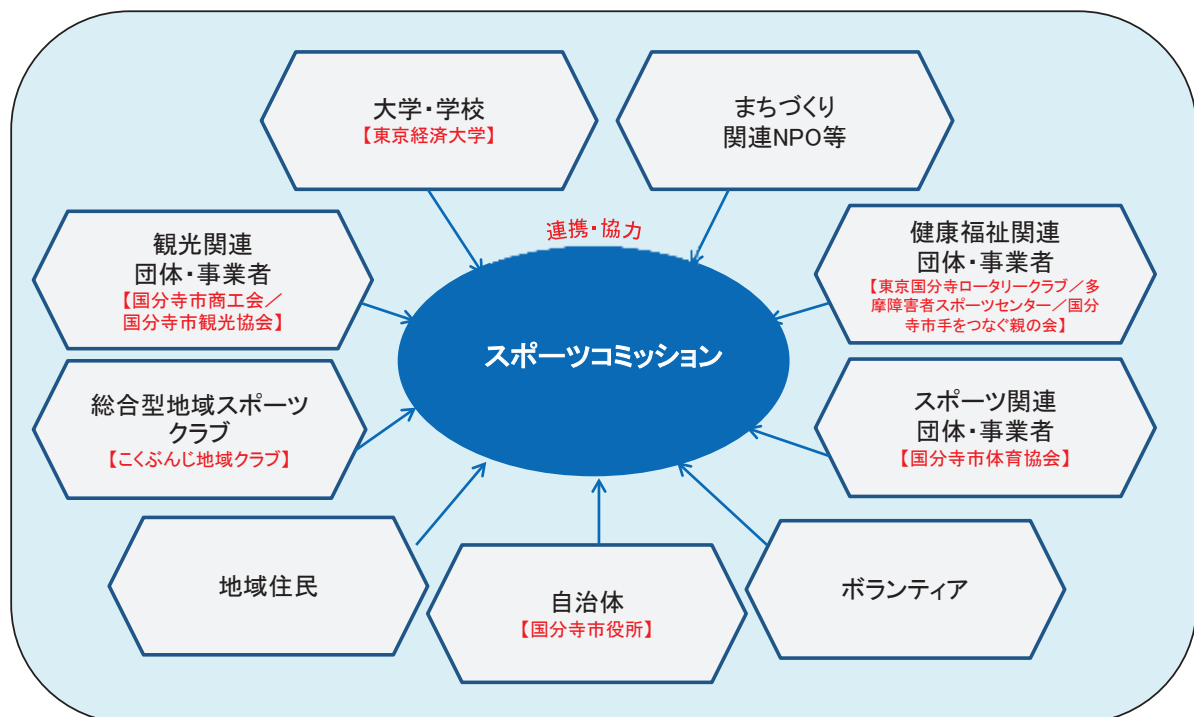 大学・学校
【東京経済大学】
まちづくり
関連NPO等
連携・協力
観光関連
団体・事業者
【国分寺市商工会／
国分寺市観光協会】
健康福祉関連
団体・事業者
【東京国分寺ロータリークラブ／多
摩障害者スポーツセンター／国分
寺市手をつなぐ親の会】
スポーツコミッション
総合型地域スポーツ
クラブ
【こくぶんじ地域クラブ】
スポーツ関連
団体・事業者
【国分寺市体育協会】
地域住民
自治体
【国分寺市役所】
ボランティア